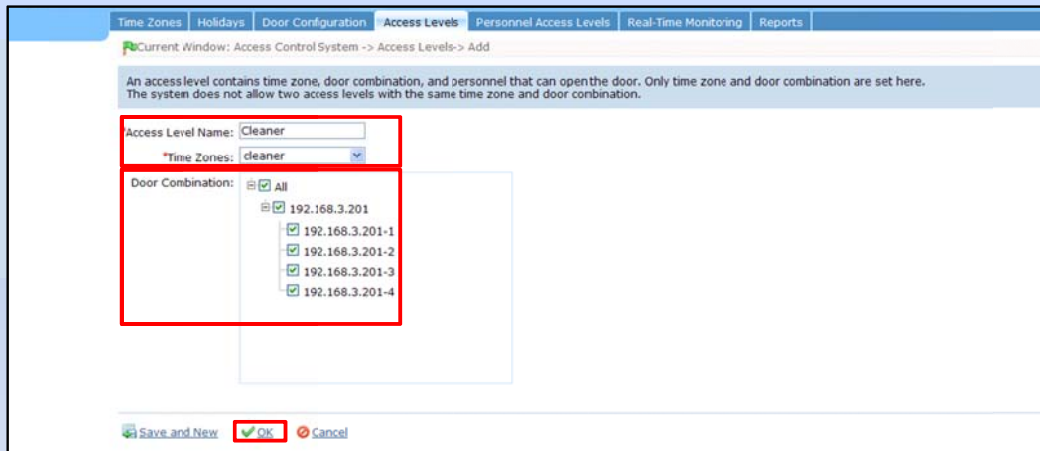 Time Zones Holidays Door Configuration Access Levels Personnel Access Levels Real-Time Monitoring Reports
Current Window: Access Control System -> Access Levels-> Add
An access level contains time zone, door combination, and personnel that can open the door. Only time zone and door combination are set here.
The system does not allow two access levels with the same time zone and door conbination.
*Access Level Name: Cleaner
*Time Zones: cleaner
Door Combination:
All
192.168.3.201
192.168.3.201-1
192.168.3.201-2
192.168.3.201-3
192.168.3.201-4
Save and New OK Cancel